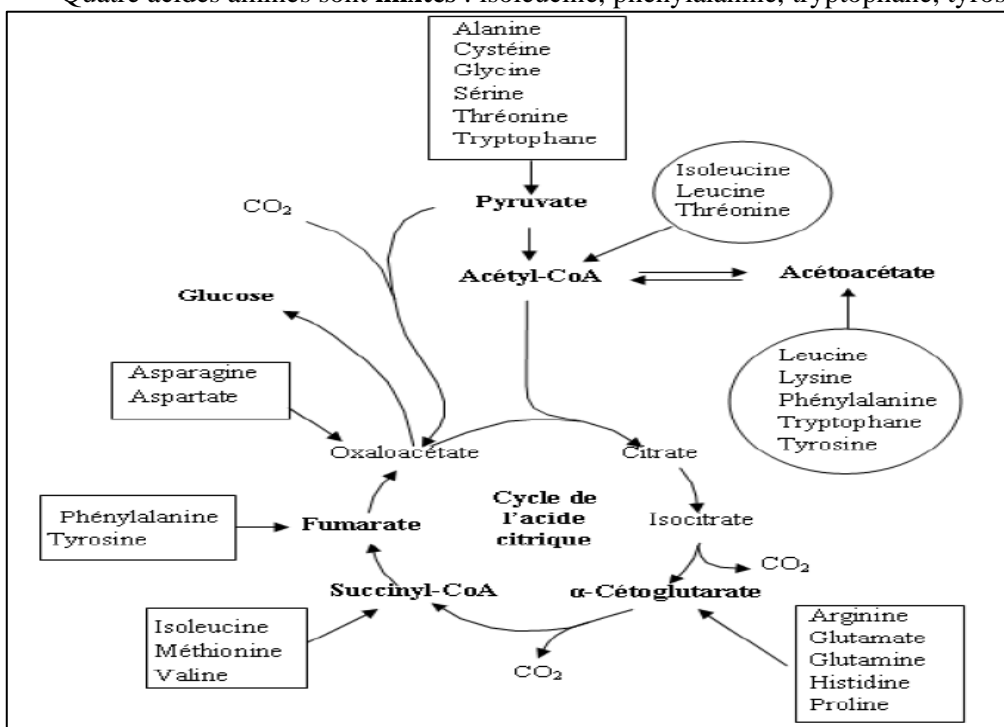 Quatre acides aminés sont mixtes : isoleucine, phénylalanine, tryptophane, tyros
Alanine
Cystéine
Glycine
Sérine
Thréonine
Tryptophane
Isoleucine
Leucine
Thréonine
CO₂
Pyruvate
Acétyl-CoA
Acétoacétate
Glucose
Leucine
Lysine
Phénylalanine
Tryptophane
Tyrosine
Asparagine
Aspartate
Oxaloacétate
Citrate
Cycle de
l'acide
citrique
Phénylalanine
Tyrosine
Fumarate
Isocitrate
CO₂
Succinyl-CoA
α-Cétoglutarate
Isoleucine
Méthionine
Valine
CO₂
Arginine
Glutamate
Glutamine
Histidine
Proline